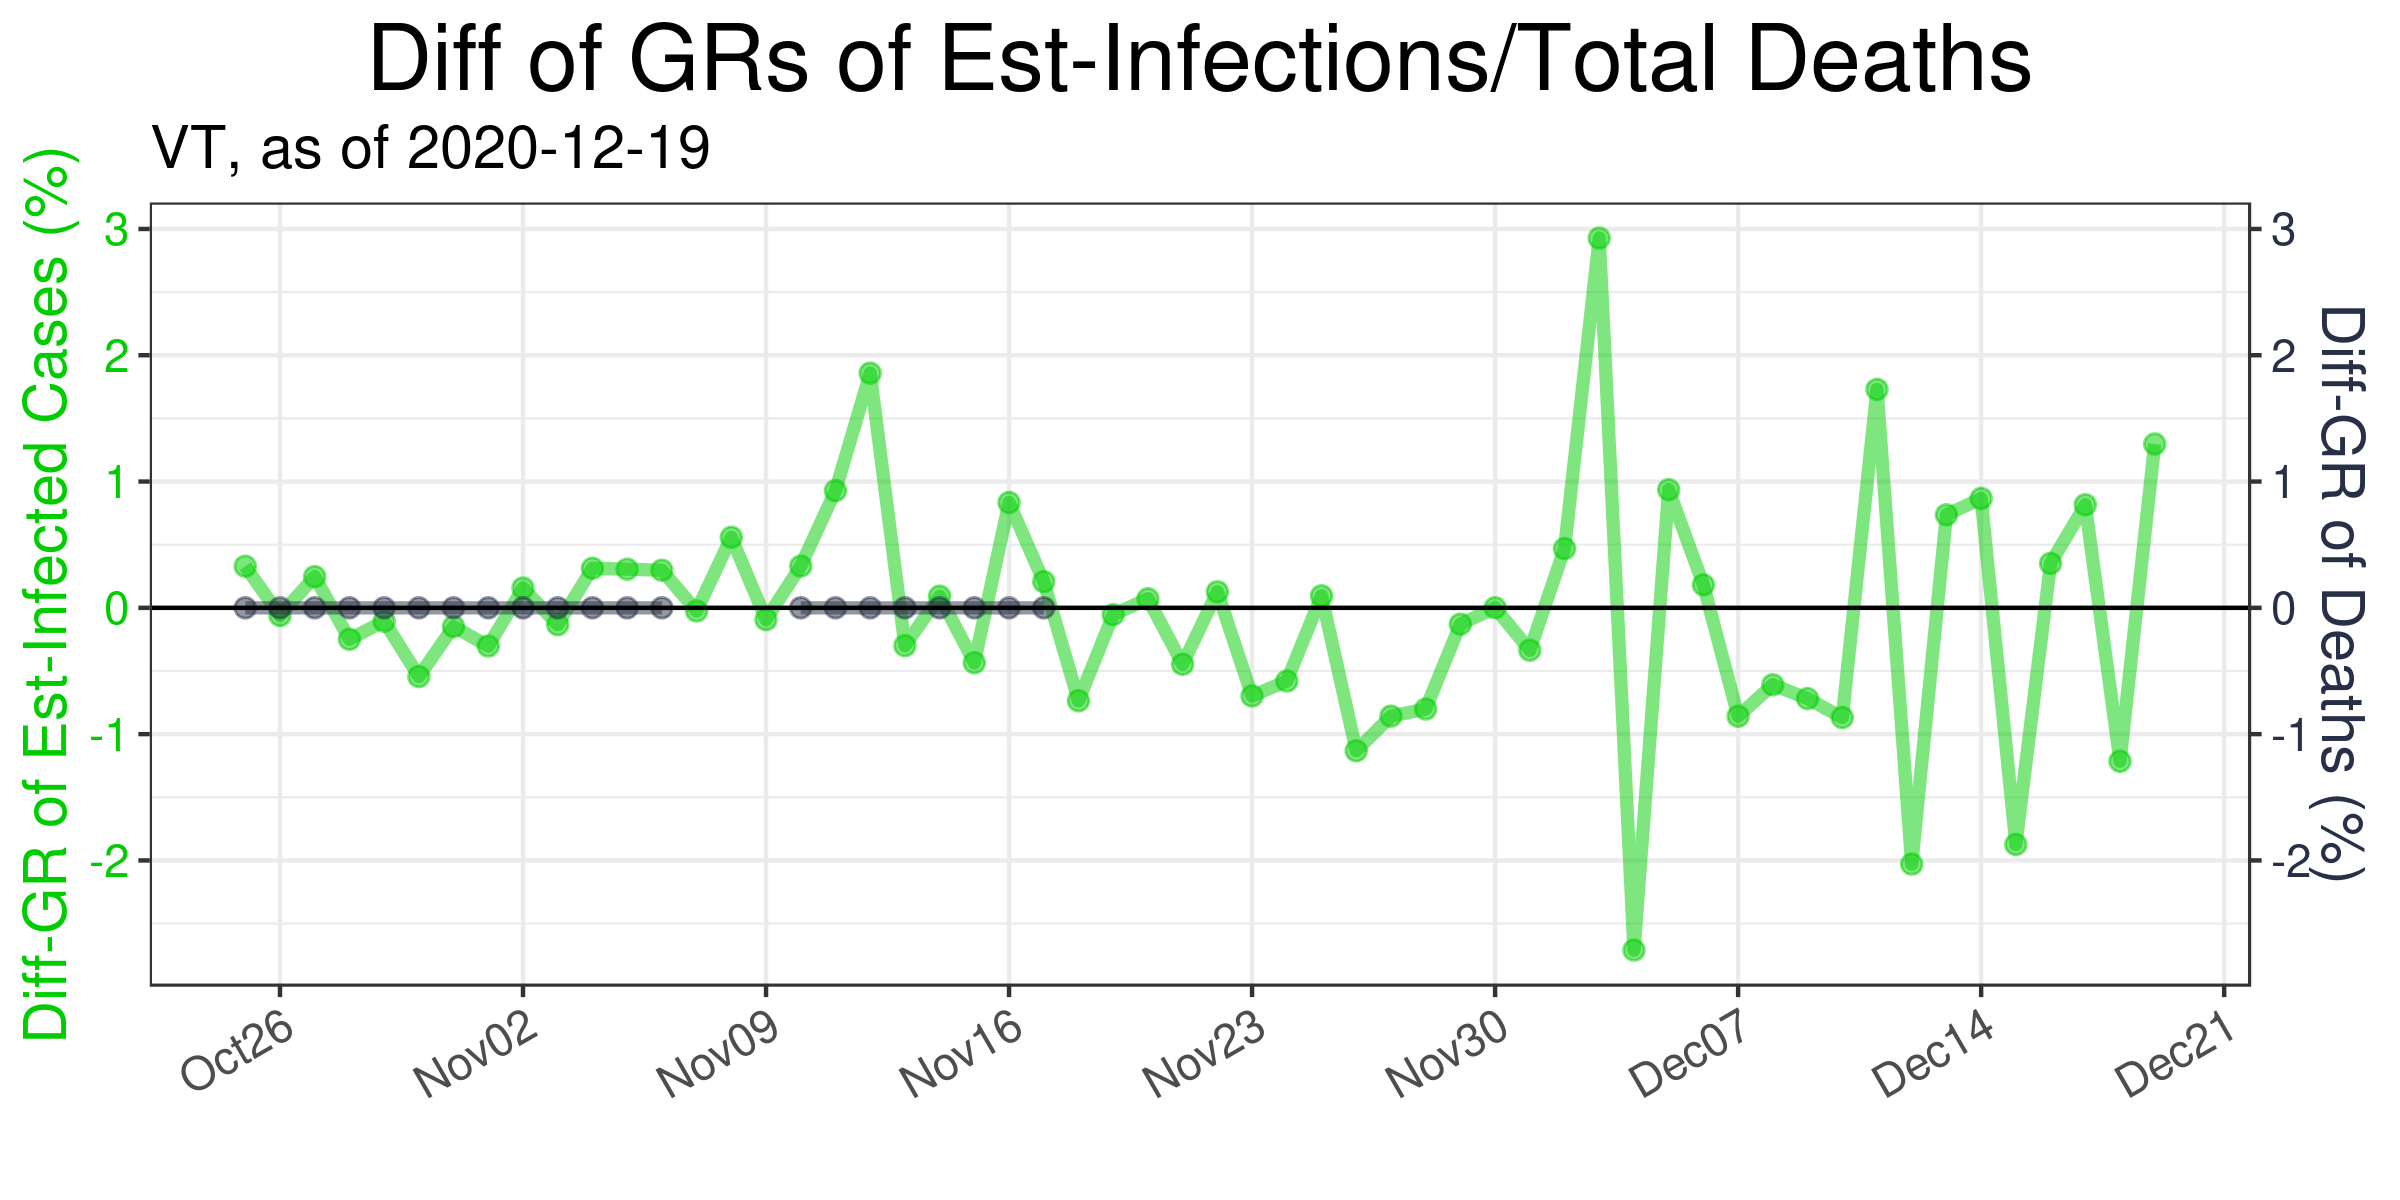 Diff of GRs of Est-Infections/Total Deaths
VT, as of 2020-12-19
Diff-GR of Est-Infected Cases (%)
3
2
1
0
-1
-2
3
2
1
0
-1
-2
Diff-GR of Deaths (%)
Oct26
Nov02
Nov09
Nov16
Nov23
Nov30
Dec07
Dec14
Dec21